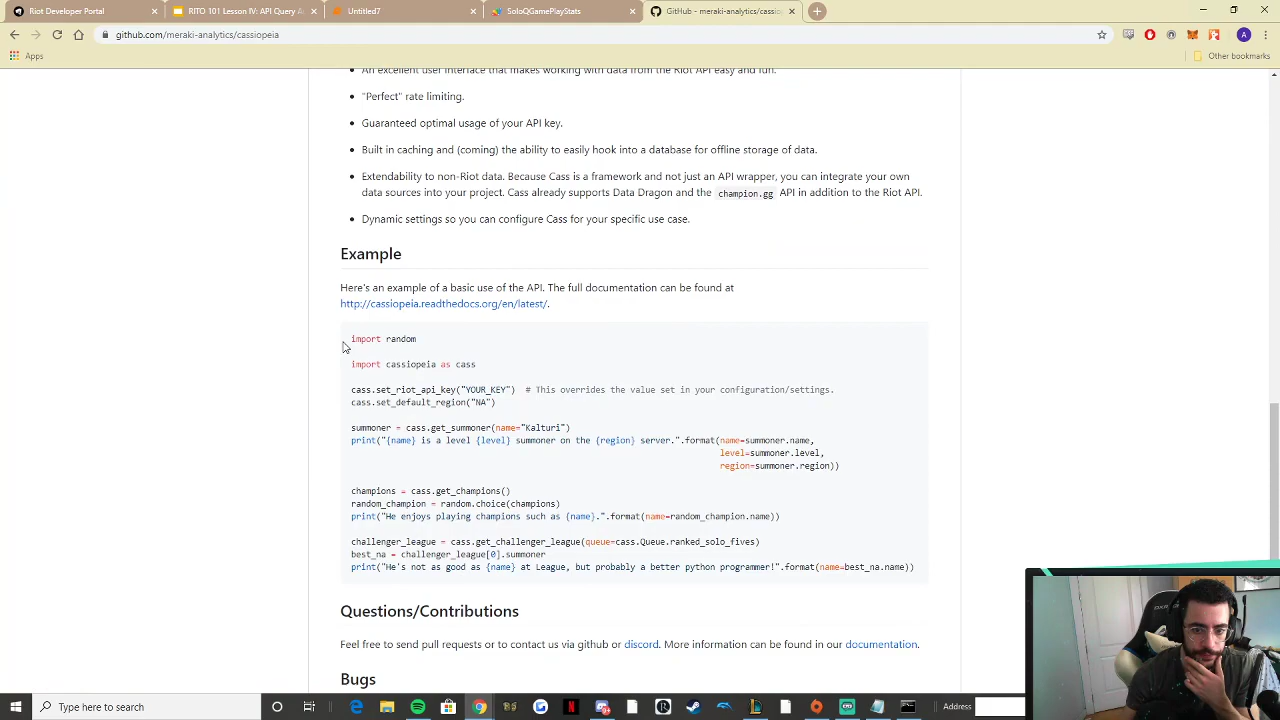 Riot Developer Portal
RITO 101 Lesson IV: API Query A
Untitled7
SoloQGamePlayStats
GitHub - meraki-analytics/cassio
github.com/meraki-analytics/cassiopeia
Apps
Other bookmarks
An excellent user interface that makes working with data from the Riot API easy and fun.
"Perfect" rate limiting.
Guaranteed optimal usage of your API key.
Built in caching and (coming) the ability to easily hook into a database for offline storage of data.
Extendability to non-Riot data. Because Cass is a framework and not just an API wrapper, you can integrate your own
data sources into your project. Cass already supports Data Dragon and the champion.gg API in addition to the Riot API.
Dynamic settings so you can configure Cass for your specific use case.
Example
Here's an example of a basic use of the API. The full documentation can be found at
http://cassiopeia.readthedocs.org/en/latest/.
import random
import cassiopeia as cass
cass.set_riot_api_key("YOUR_KEY") # This overrides the value set in your configuration/settings.
cass.set_default_region("NA")
summoner = cass.get_summoner(name="Kalturi")
print("{name} is a level {level} summoner on the {region} server.".format(name=summoner.name,
level=summoner.level,
region=summoner.region))
champions = cass.get_champions()
random_champion = random.choice(champions)
print("He enjoys playing champions such as {name}.".format(name=random_champion.name))
challenger_league = cass.get_challenger_league(queue=cass.Queue.ranked_solo_fives)
best_na = challenger_league[0].summoner
print("He's not as good as {name} at League, but probably a better python programmer!".format(name=best_na.name))
Questions/Contributions
Feel free to send pull requests or to contact us via github or discord. More information can be found in our documentation.
Bugs
Type here to search
Address